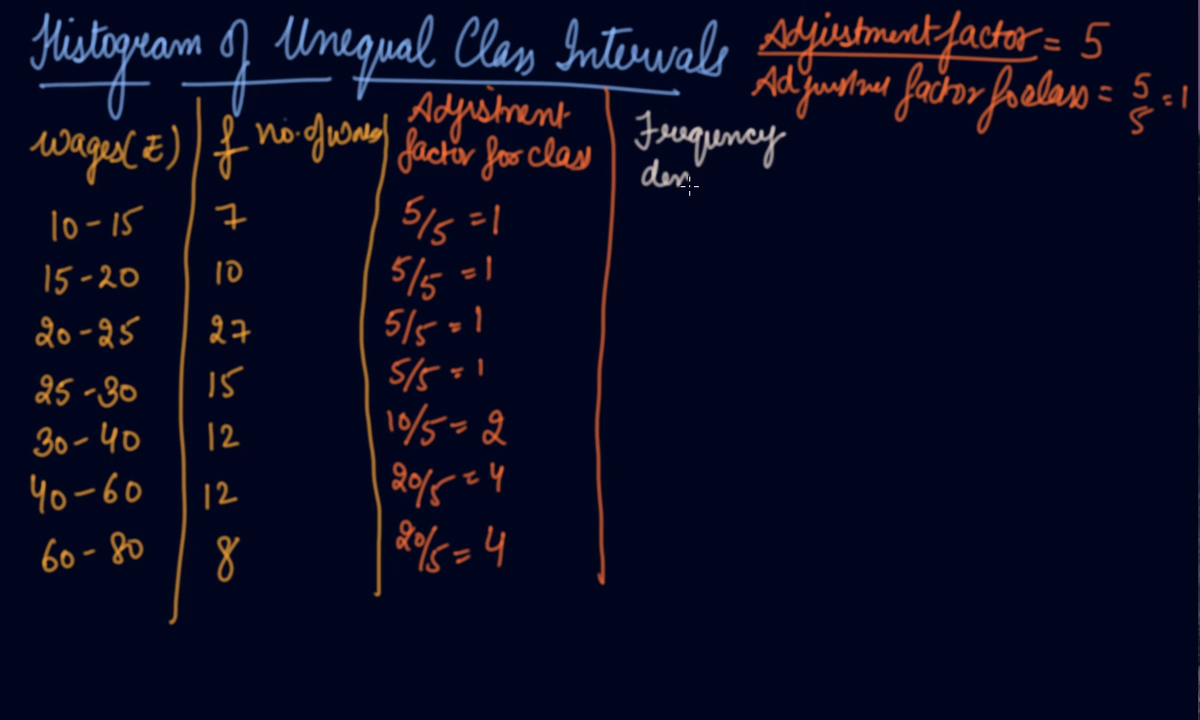 Histogram of Unequal Class Intervals
Adjustment factor = 5
Adjustment factor for class = 5/5 = 1
Wages(₹) f no. of workers Adjustment factor for class Frequency den
10-15 7 5/5 = 1
15-20 10 5/5 = 1
20-25 27 5/5 = 1
25-30 15 5/5 = 1
30-40 12 10/5 = 2
40-60 12 20/5 = 4
60-80 8 20/5 = 4